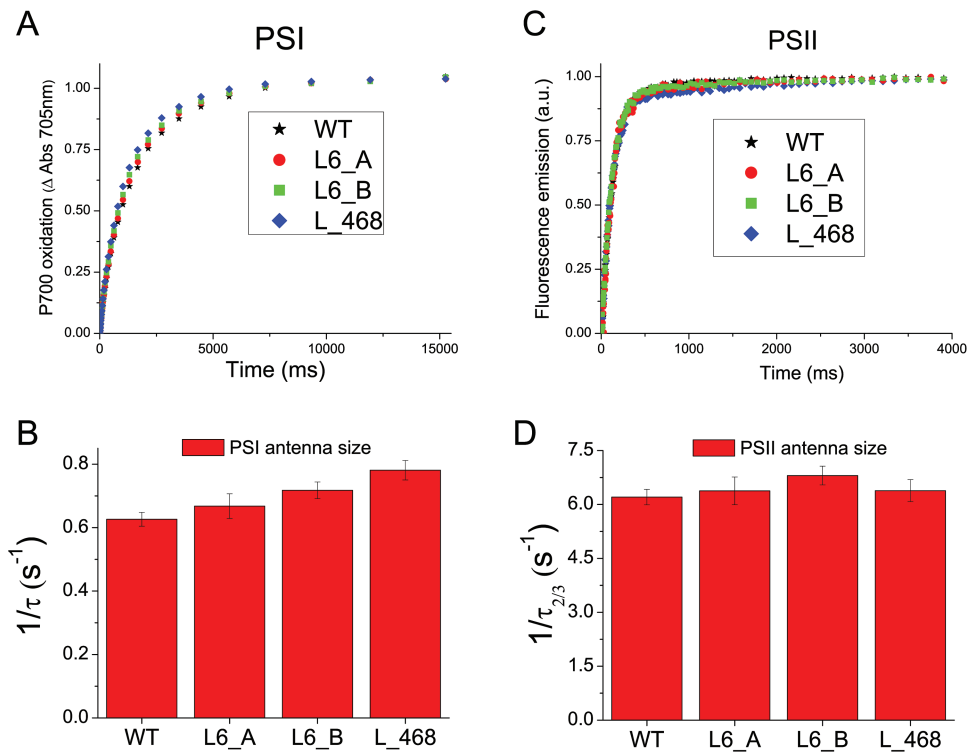 A
PSI
P700 oxidation (Δ Abs 705nm)
1.00
0.75
0.50
0.25
0.00
WT
L6_A
L6_B
L_468
0
5000
10000
15000
Time (ms)
C
PSII
Fluorescence emission (a.u.)
1.00
0.75
0.50
0.25
0.00
WT
L6_A
L6_B
L_468
0
1000
2000
3000
4000
Time (ms)
B
PSI antenna size
1/τ (s⁻¹)
0.8
0.6
0.4
0.2
0.0
WT
L6_A
L6_B
L_468
D
PSII antenna size
1/τ₂/₃ (s⁻¹)
7.5
6.0
4.5
3.0
1.5
0.0
WT
L6_A
L6_B
L_468